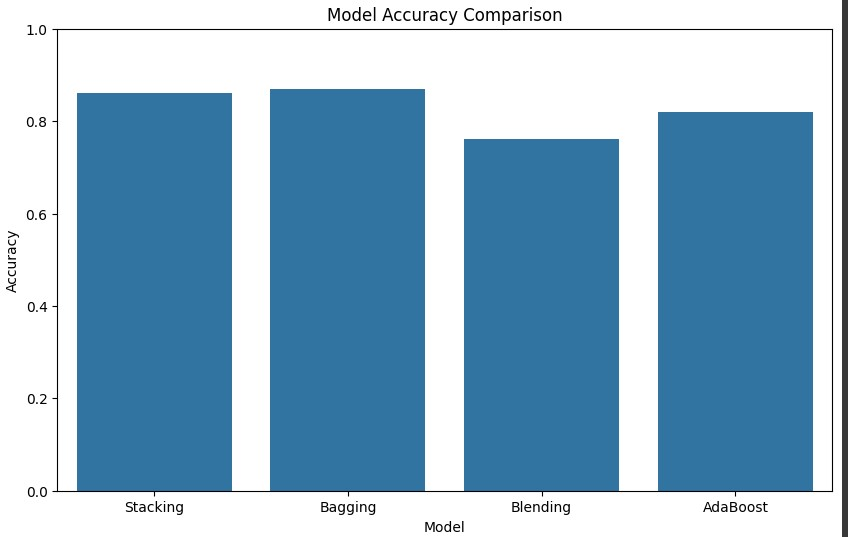 Model Accuracy Comparison
1.0
0.8
0.6
0.4
0.2
0.0
Accuracy
Stacking Bagging Blending AdaBoost
Model